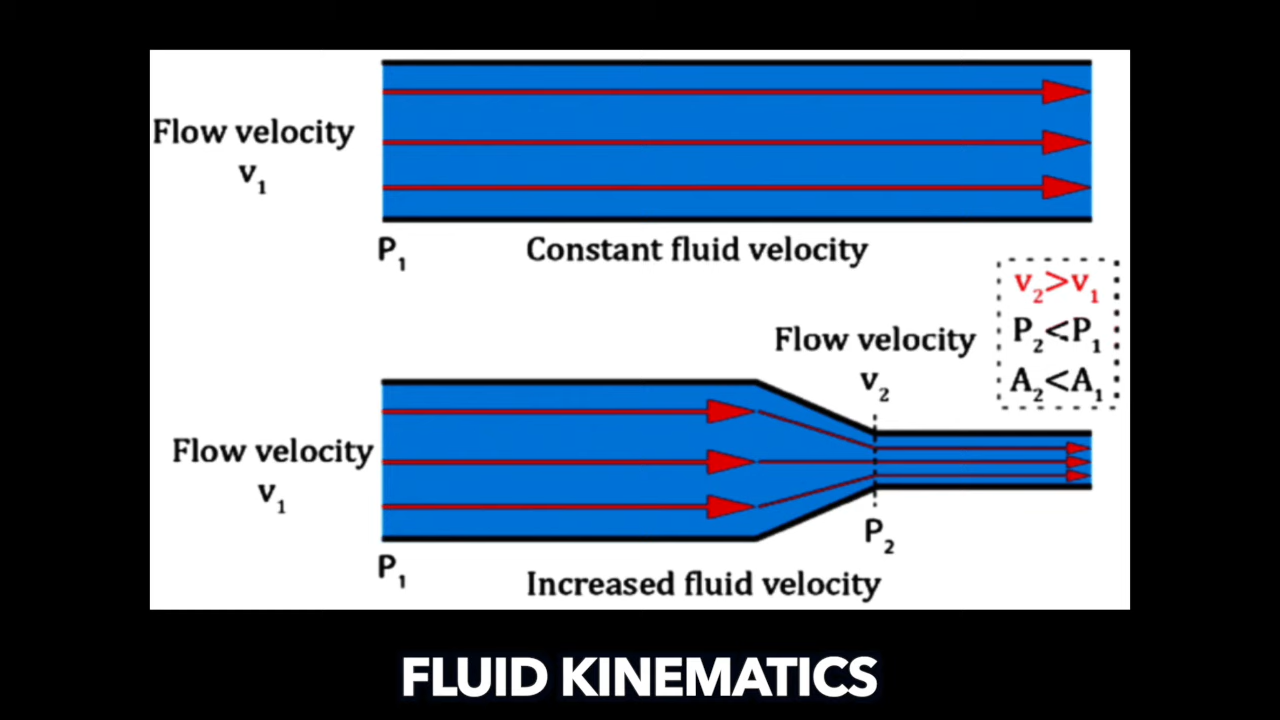 Flow velocity
v₁
P₁
Constant fluid velocity
v₂>v₁
P₂<P₁
A₂<A₁
Flow velocity
v₂
Flow velocity
v₁
P₂
P₁
Increased fluid velocity
FLUID KINEMATICS